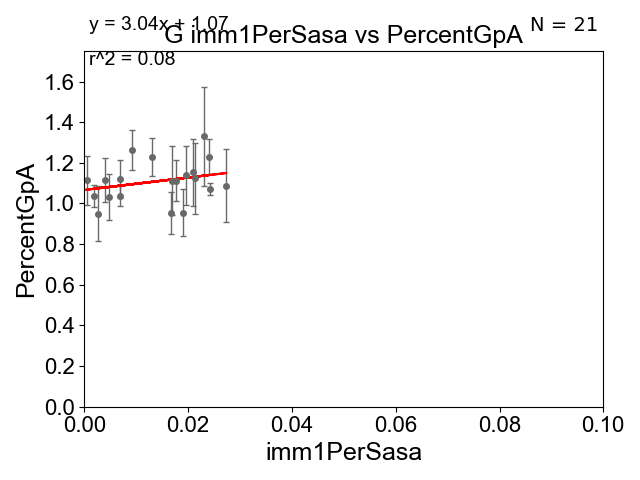 y = 3.04x + 1.07
N = 21
G imm1PerSasa vs PercentGpA
r^2 = 0.08
PercentGpA
1.6
1.4
1.2
1.0
0.8
0.6
0.4
0.2
0.0
0.00
0.02
0.04
0.06
0.08
0.10
imm1PerSasa